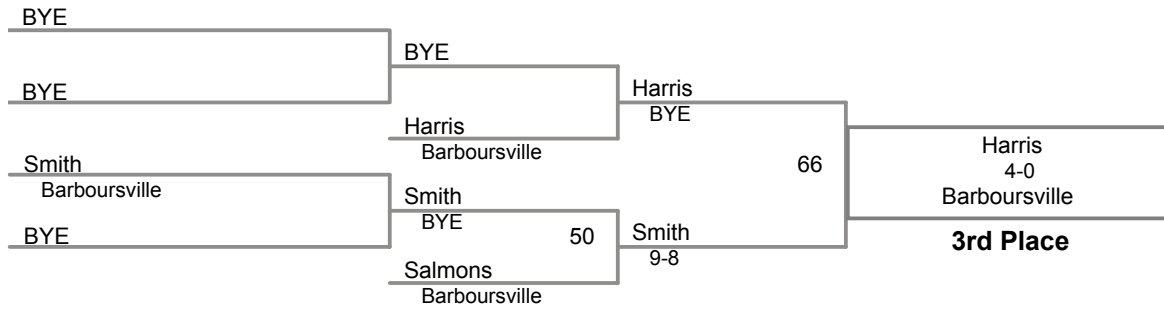 BYE
BYE
BYE
Harris
Barboursville
Harris
BYE
Smith
Barboursville
BYE
Smith
BYE
Salmons
Barboursville
50
Smith
9-8
66
Harris
4-0
Barboursville
3rd Place